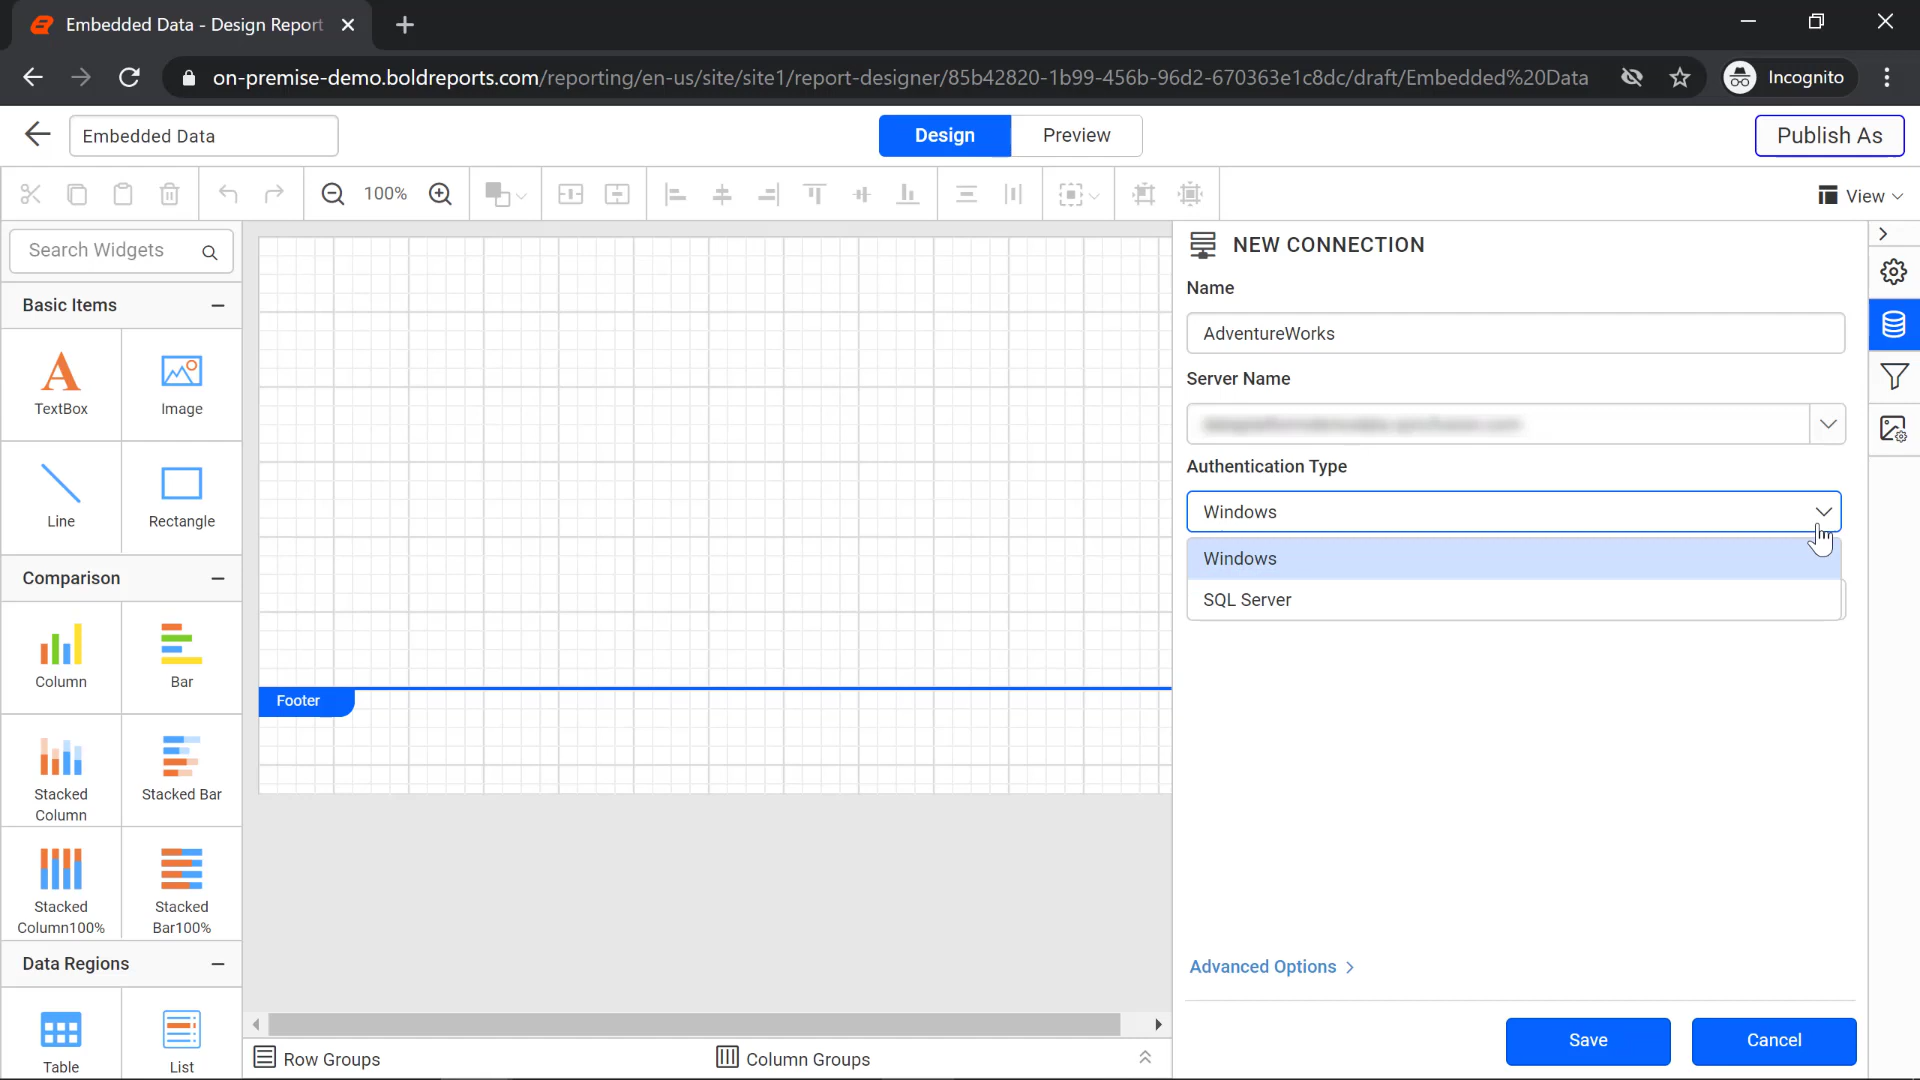 Embedded Data - Design Report
on-premise-demo.boldreports.com/reporting/en-us/site/site1/report-designer/85b42820-1b99-456b-96d2-670363e1c8dc/draft/Embedded%20Data
Incognito
Embedded Data
Design
Preview
Publish As
100%
View
Search Widgets
Basic Items
TextBox
Image
Line
Rectangle
Comparison
Column
Bar
Stacked
Column
Stacked Bar
Stacked
Column100%
Stacked
Bar100%
Data Regions
Table
List
Footer
Row Groups
Column Groups
NEW CONNECTION
Name
AdventureWorks
Server Name
Authentication Type
Windows
Windows
SQL Server
Advanced Options
Save
Cancel